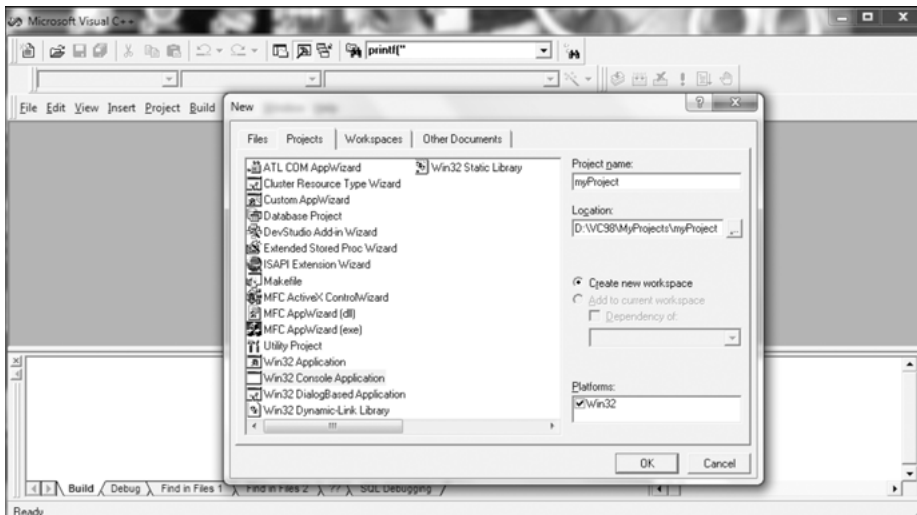 Microsoft Visual C++
printf("
File Edit View Insert Project Build
New
Files Projects Workspaces Other Documents
ATL COM AppWizard
Cluster Resource Type Wizard
Custom AppWizard
Database Project
DevStudio Add-in Wizard
Extended Stored Proc Wizard
ISAPI Extension Wizard
Makefile
MFC ActiveX ControlWizard
MFC AppWizard (dll)
MFC AppWizard (exe)
Utility Project
Win32 Application
Win32 Console Application
Win32 DialogBased Application
Win32 Dynamic-Link Library
Win32 Static Library
Project name:
myProject
Location:
D:\VC98\MyProjects\myProject
...
Create new workspace
Add to current workspace
Dependency of:
Platforms:
Win32
OK Cancel
Build Debug Find in Files 1 Find in Files 2 ?? SQL Debugging
Ready